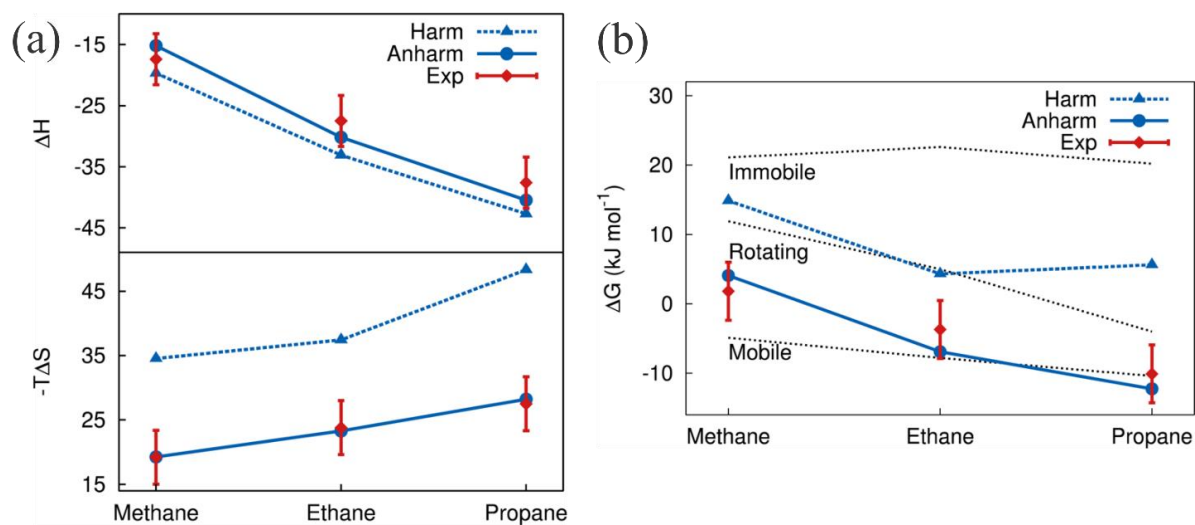 (a)
Harm
Anharm
Exp
-15
-25
-35
-45
ΔH
45
35
25
15
-TΔS
Methane Ethane Propane
(b)
Harm
Anharm
Exp
30
20
10
0
-10
ΔG (kJ mol⁻¹)
Immobile
Rotating
Mobile
Methane Ethane Propane